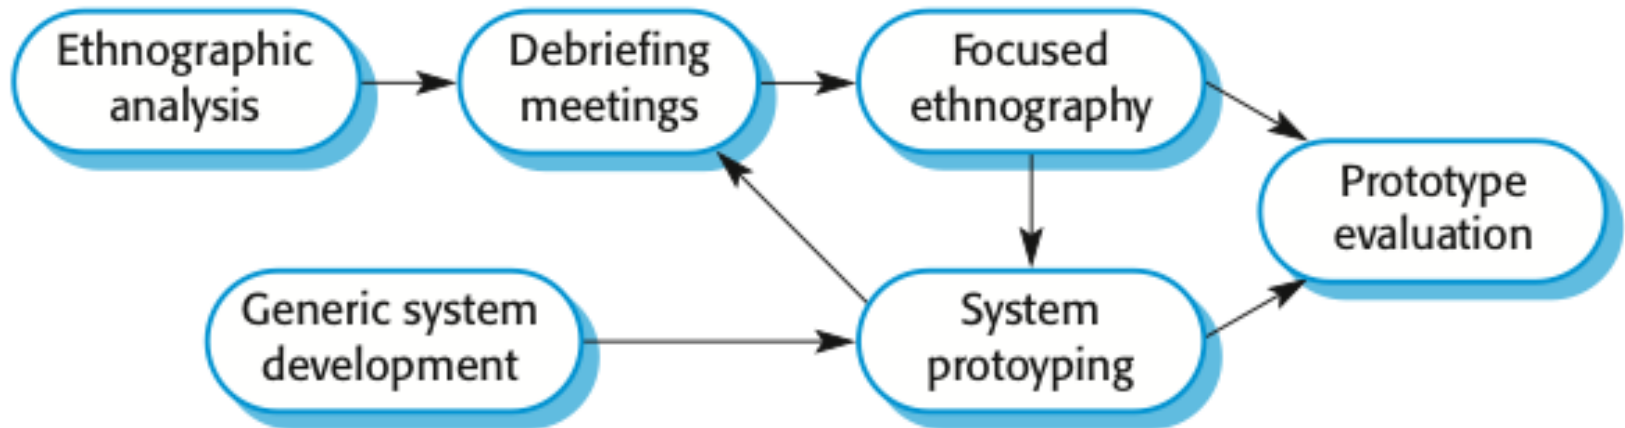 Ethnographic
analysis
Debriefing
meetings
Focused
ethnography
Prototype
evaluation
Generic system
development
System
protoyping